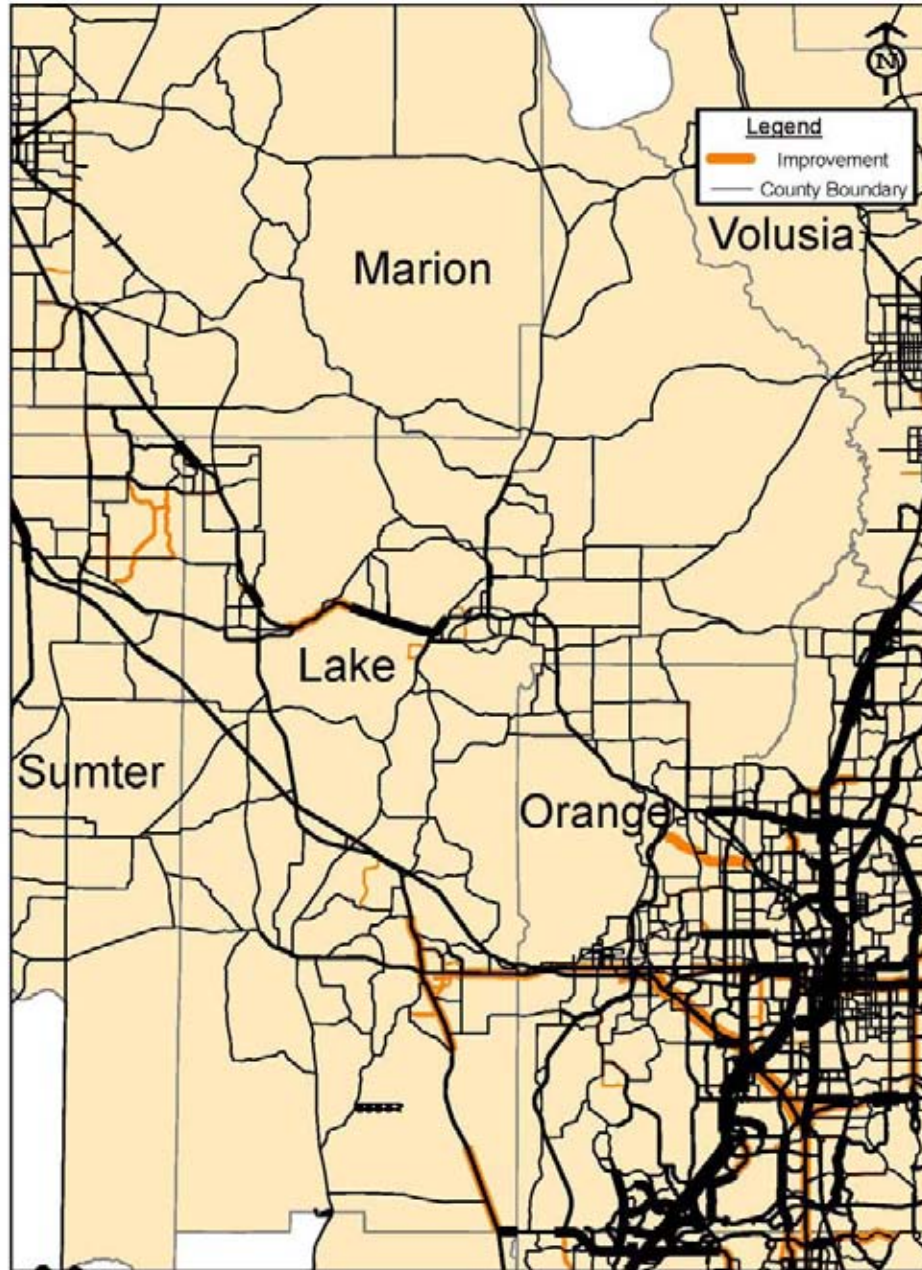 N
Legend
Improvement
County Boundary
Volusia
Marion
Lake
Sumter
Orange